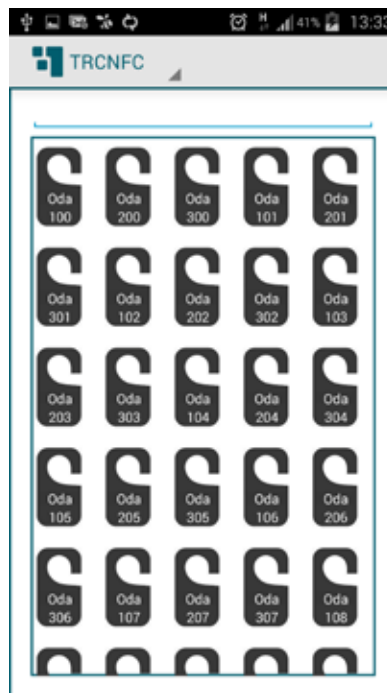 H 41% 13:33
TRCNFC
Oda 100
Oda 200
Oda 300
Oda 101
Oda 201
Oda 301
Oda 102
Oda 202
Oda 302
Oda 103
Oda 203
Oda 303
Oda 104
Oda 204
Oda 304
Oda 105
Oda 205
Oda 305
Oda 106
Oda 206
Oda 306
Oda 107
Oda 207
Oda 307
Oda 108